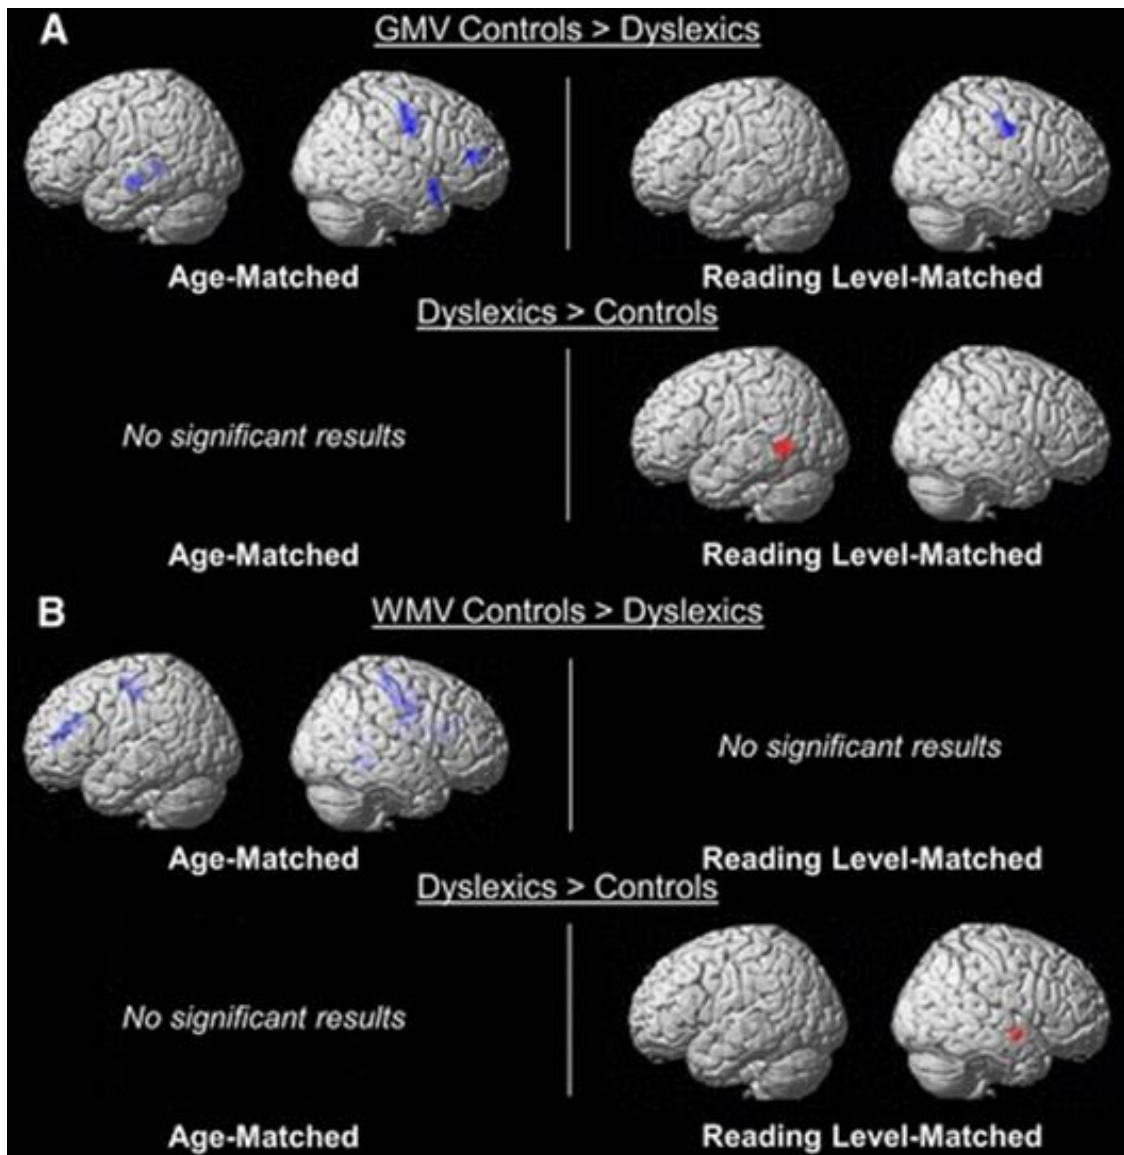 A
GMV Controls > Dyslexics
Age-Matched
Reading Level-Matched
Dyslexics > Controls
No significant results
Age-Matched
Reading Level-Matched
B
WMV Controls > Dyslexics
No significant results
Age-Matched
Reading Level-Matched
Dyslexics > Controls
No significant results
Age-Matched
Reading Level-Matched